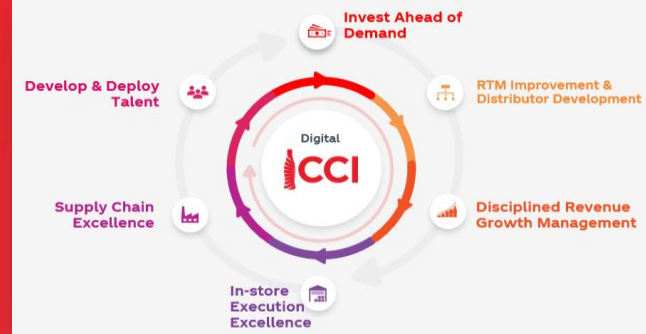 Invest Ahead of
Demand
RTM Improvement &
Distributor Development
Disciplined Revenue
Growth Management
In-store
Execution
Excellence
Supply Chain
Excellence
Develop & Deploy
Talent
Digital
CCI